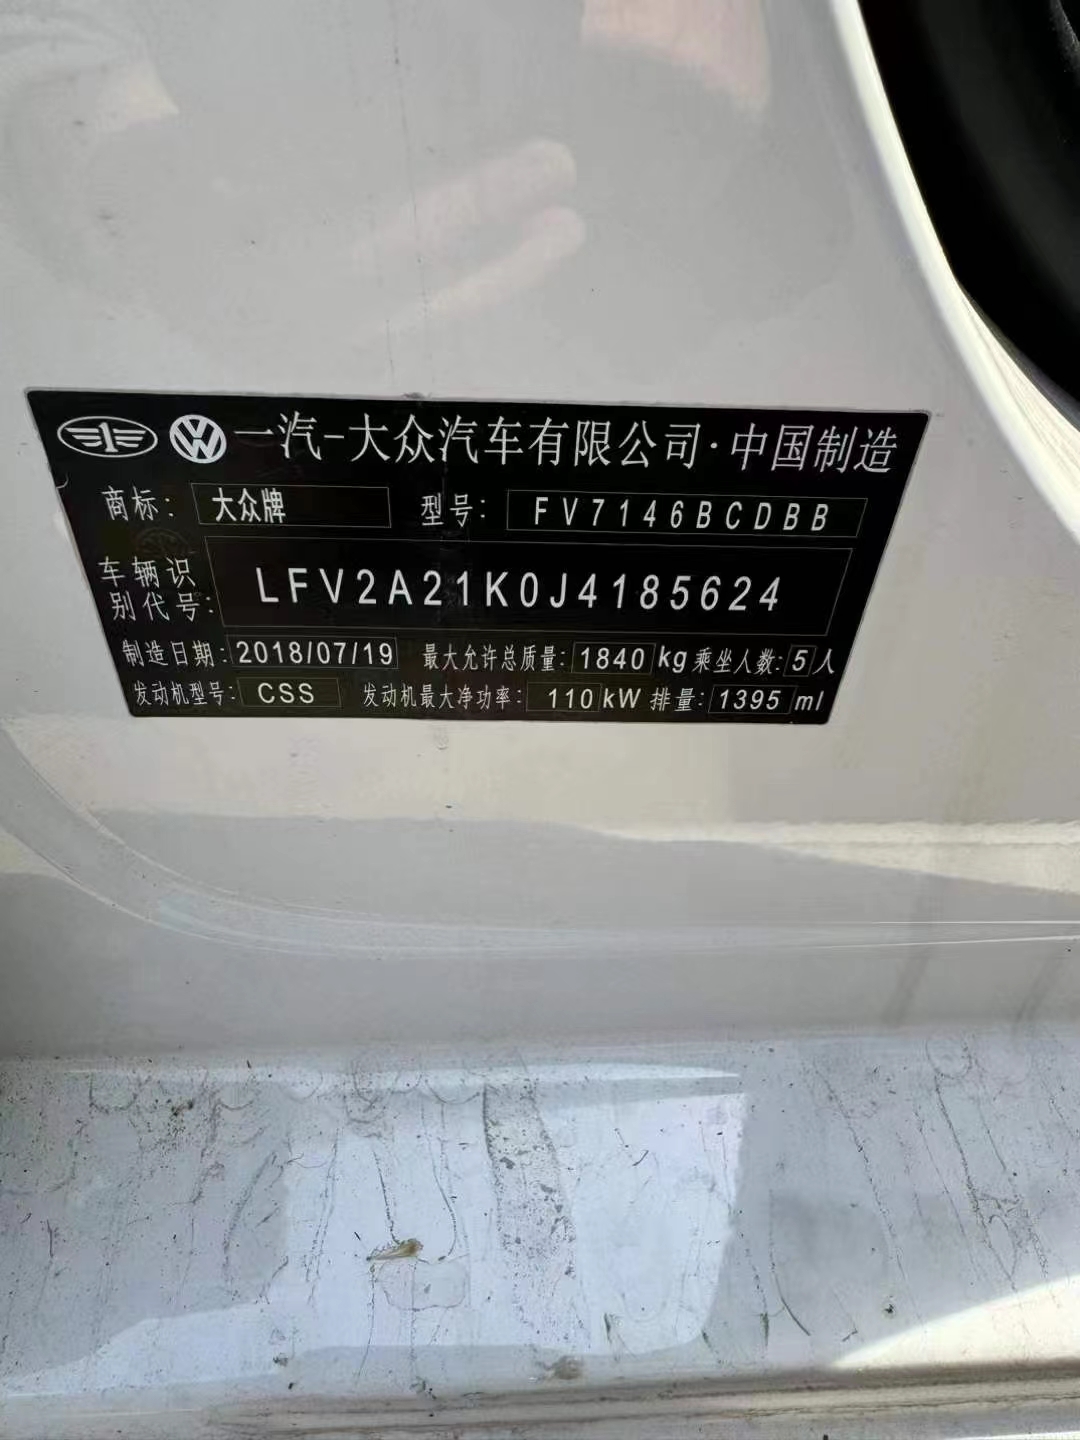 一汽-大众汽车有限公司·中国制造
商标: 大众牌 型号: FV7146BCDBB
车辆识
别代号: LFV2A21K0J4185624
制造日期: 2018/07/19 最大允许总质量: 1840 kg 乘坐人数: 5 人
发动机型号: CSS 发动机最大净功率: 110 kW 排量: 1395 ml